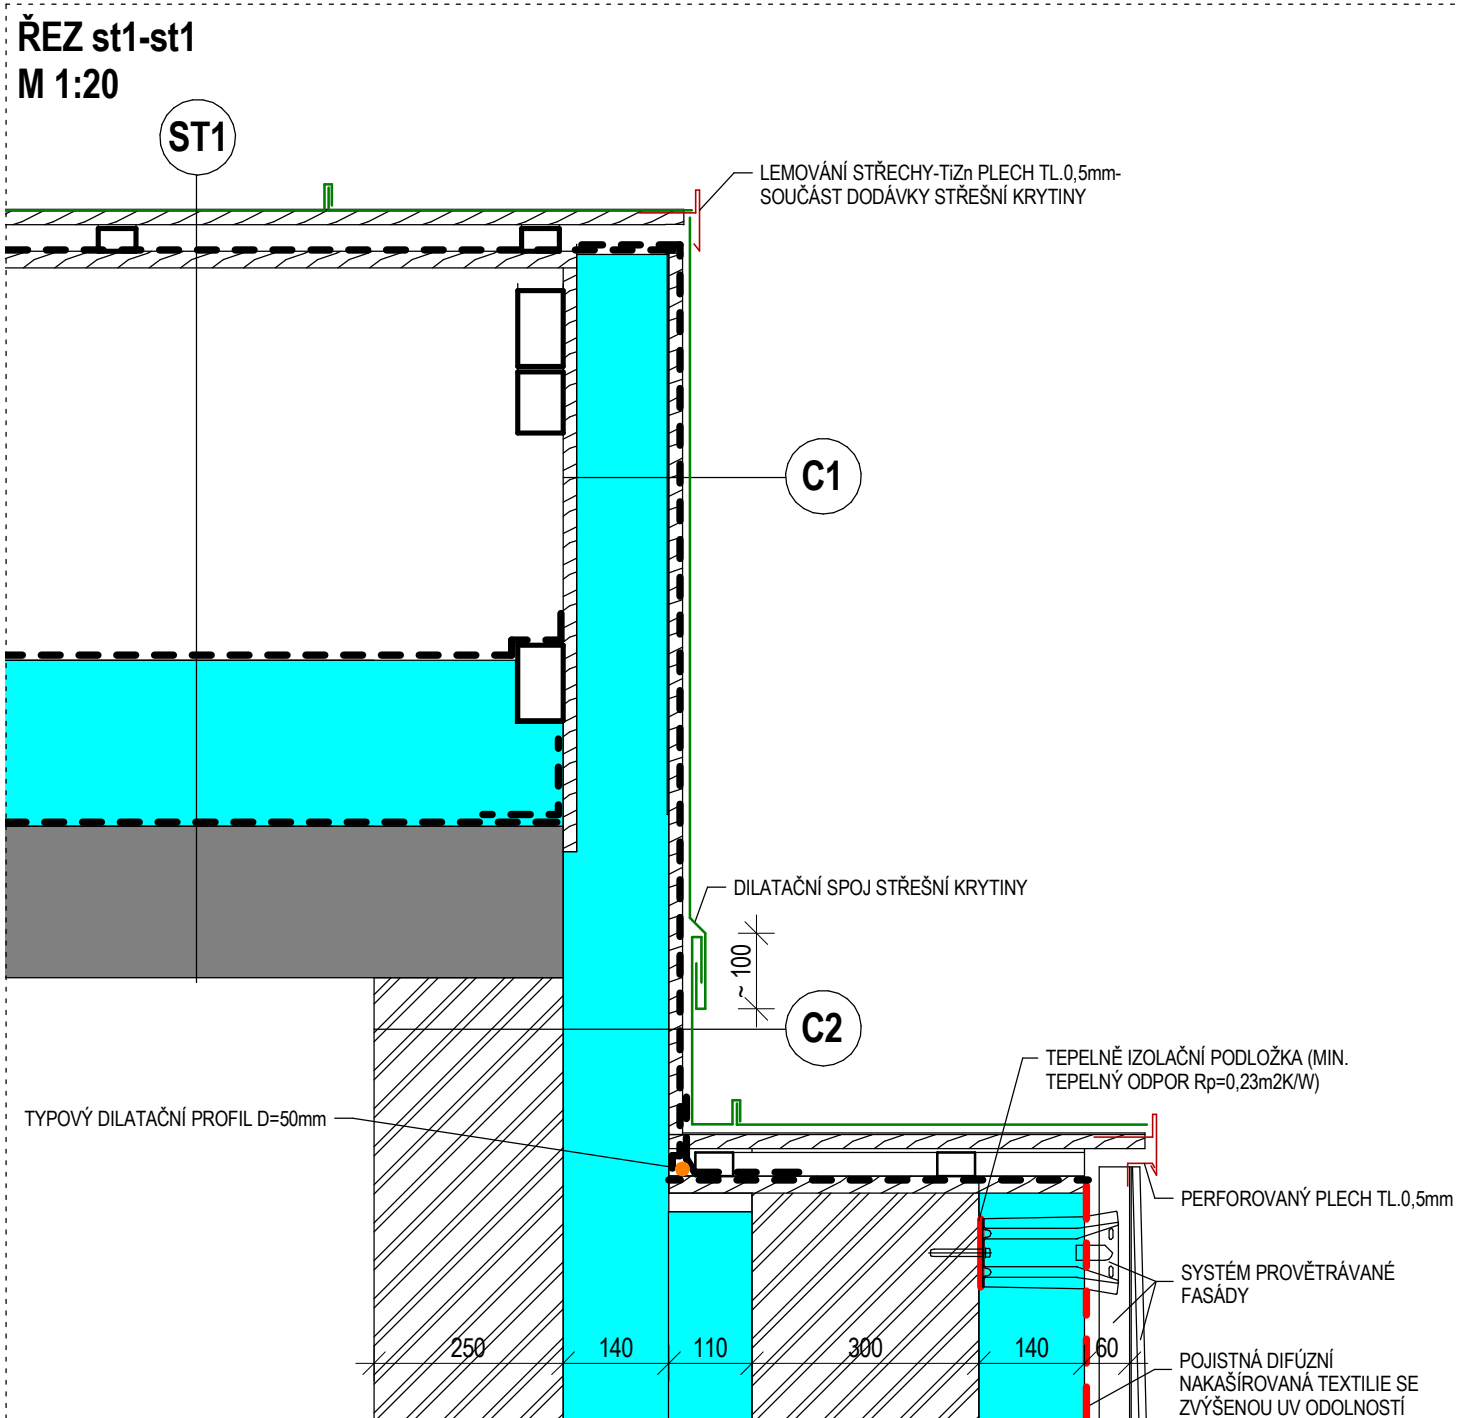 ŘEZ st1-st1
M 1:20
ST1
LEMOVÁNÍ STŘECHY-TiZn PLECH TL.0,5mm-
SOUČÁST DODÁVKY STŘEŠNÍ KRYTINY
C1
DILATAČNÍ SPOJ STŘEŠNÍ KRYTINY
~ 100
C2
TEPELNĚ IZOLAČNÍ PODLOŽKA (MIN.
TEPELNÝ ODPOR Rp=0,23m2K/W)
TYPOVÝ DILATAČNÍ PROFIL D=50mm
PERFOROVANÝ PLECH TL.0,5mm
SYSTÉM PROVĚTRÁVANÉ
FASÁDY
250 140 110 300 140 60
POJISTNÁ DIFÚZNÍ
NAKAŠÍROVANÁ TEXTILIE SE
ZVÝŠENOU UV ODOLNOSTÍ